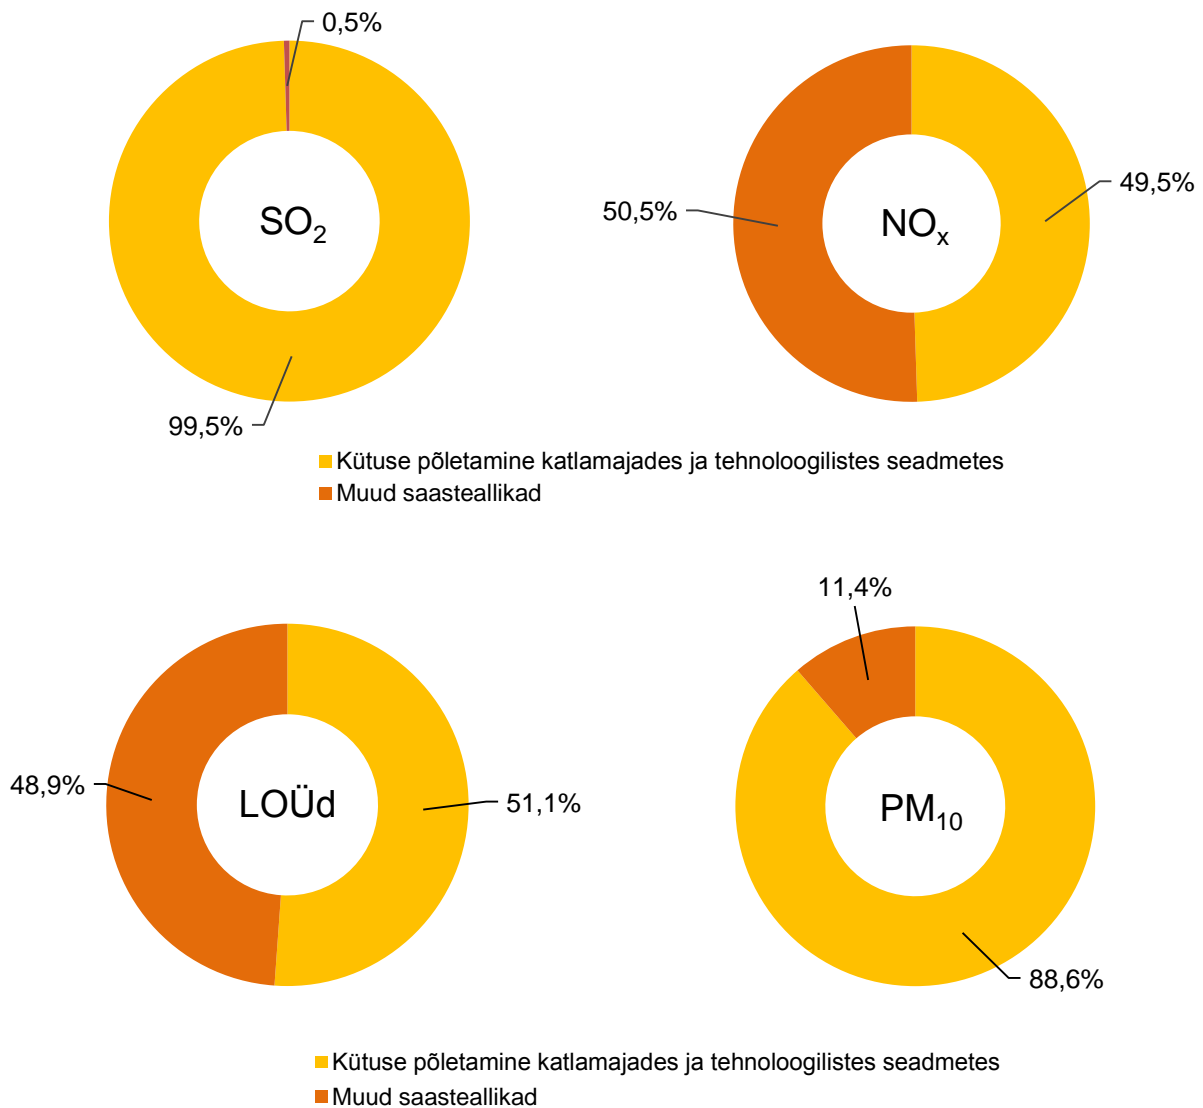 0,5%
SO₂
99,5%
50,5%
NOₓ
49,5%
Kütuse põletamine katlamajades ja tehnoloogilistes seadmetes
Muud saasteallikad
48,9%
LOÜd
51,1%
11,4%
PM₁₀
88,6%
Kütuse põletamine katlamajades ja tehnoloogilistes seadmetes
Muud saasteallikad